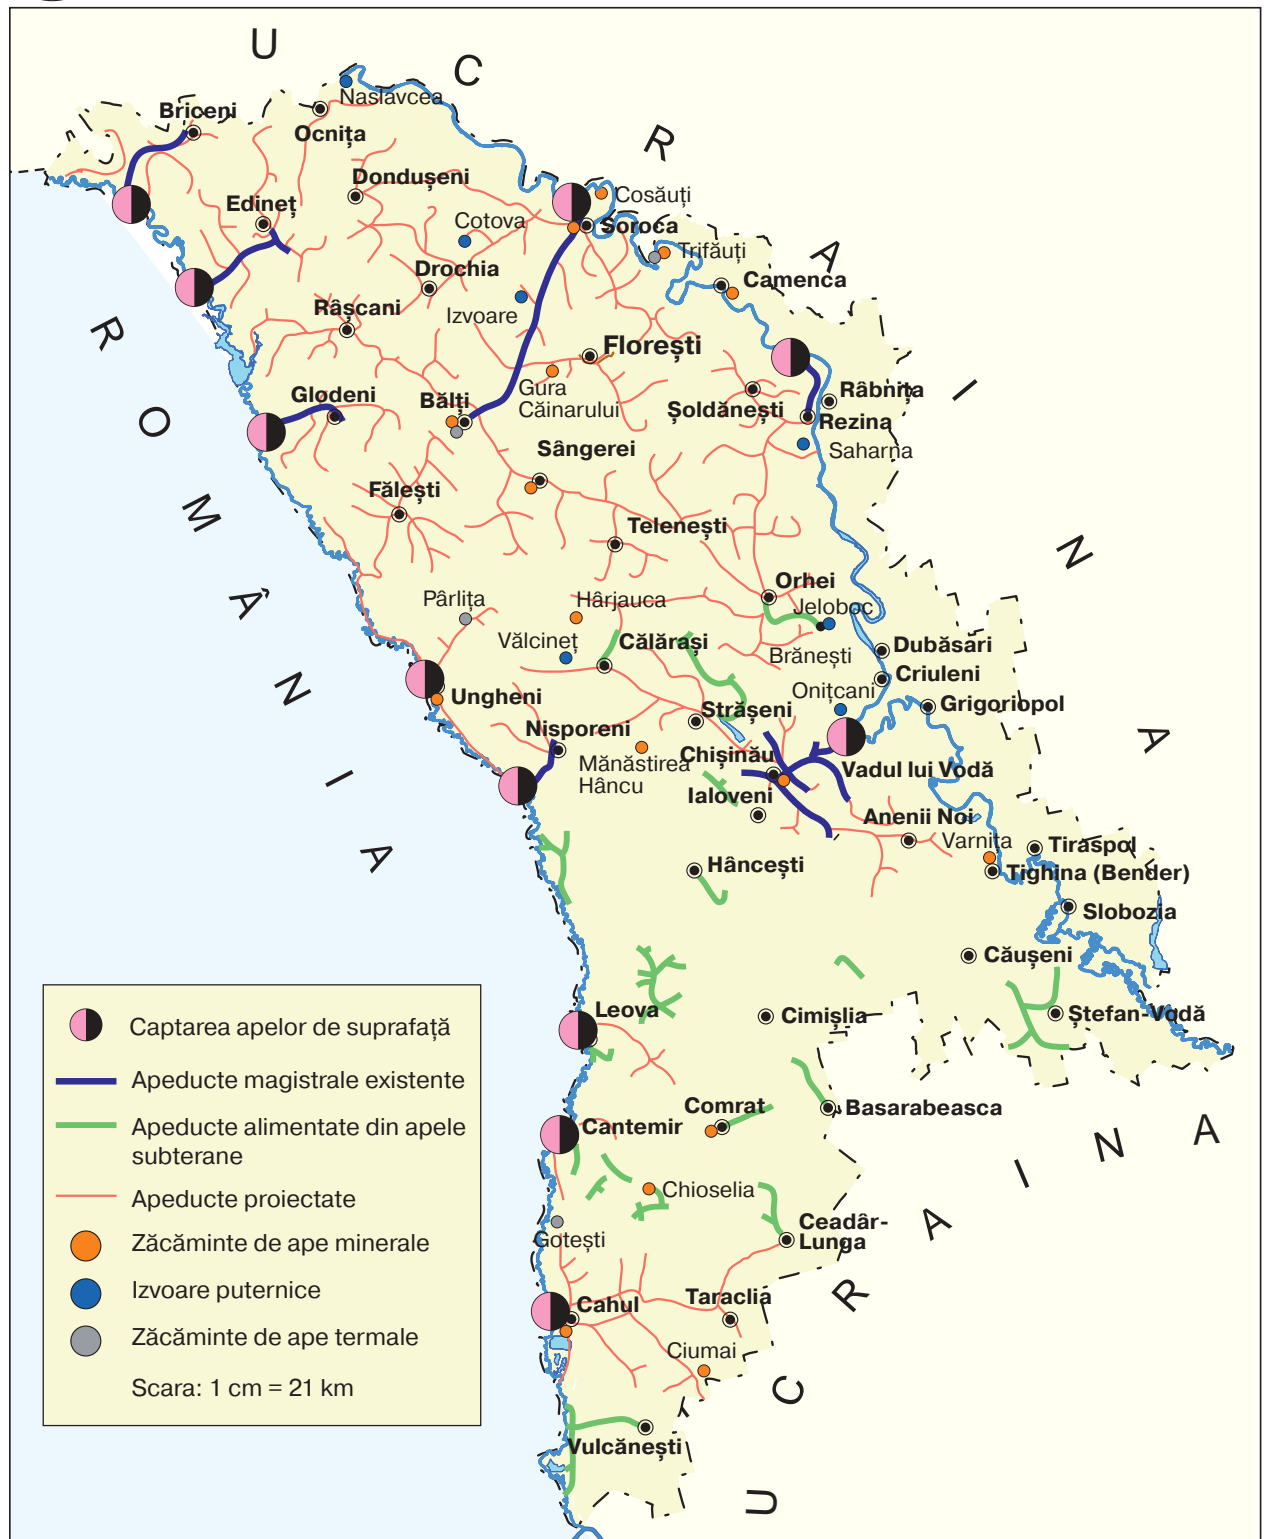 U C R A I N A
Naslavcea
Briceni
Ocnița
Dondușeni
Cosăuți
Edineț
Cotova
Soroca
Trifăuți
Drochia
Camenca
Râșcani
Izvoare
Florești
Gura
Căinarului
Glodeni
Bălți
Șoldănești
Râbnița
Rezina
Saharna
Sângerei
Fălești
Telenești
Orhei
Pârlița
Hârjauca
Jeloboc
Vălcineț
Călărași
Brănești
Dubăsari
Criuleni
Onițcani
Ungheni
Strășeni
Grigoriopol
Nisporeni
Mănăstirea
Hâncu
Chișinău
Vadul lui Vodă
Ialoveni
Anenii Noi
Varnița
Tiraspol
Hâncești
Tighina (Bender)
Slobozia
Căușeni
Leova
Cimișlia
Ștefan-Vodă
Comrat
Basarabeasca
Cantemir
Chioselia
Gotești
Ceadâr-
Lunga
Cahul
Taraclia
Ciumai
Vulcănești
R O M Â N I A
U C R A I N A
Captarea apelor de suprafață
Apeducte magistrale existente
Apeducte alimentate din apele
subterane
Apeducte proiectate
Zăcăminte de ape minerale
Izvoare puternice
Zăcăminte de ape termale
Scara: 1 cm = 21 km